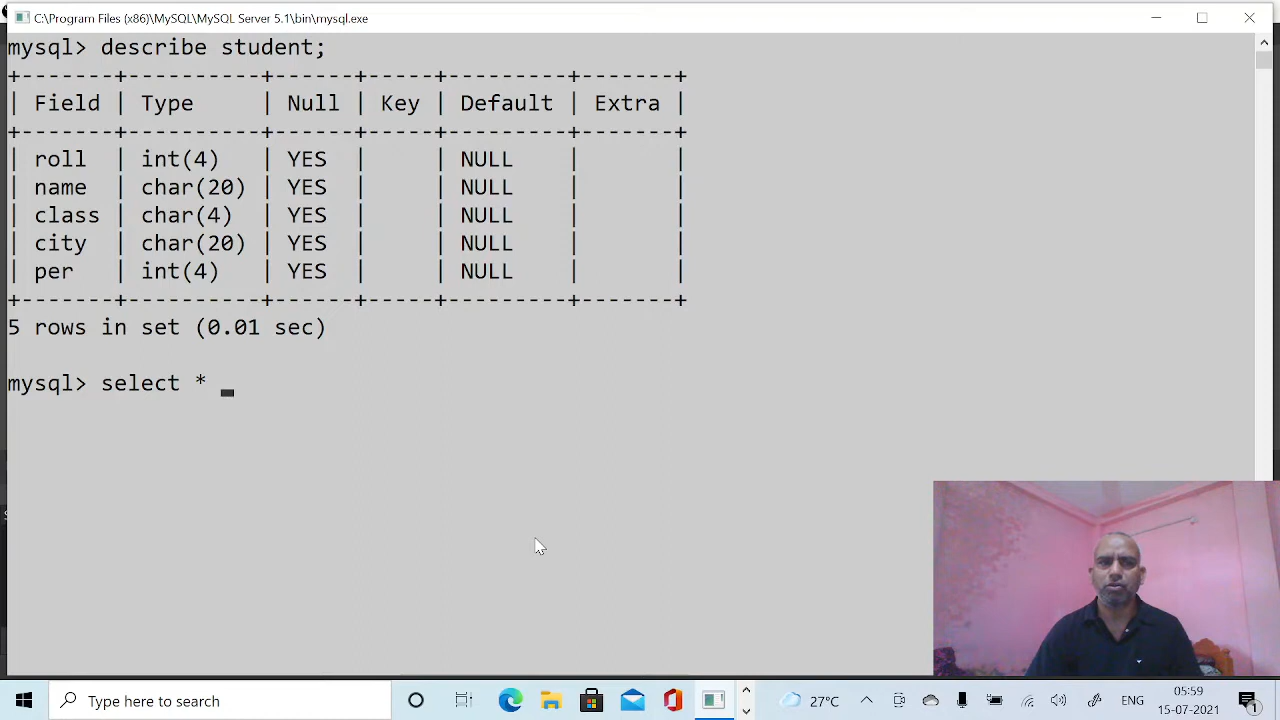 C:\Program Files (x86)\MySQL\MySQL Server 5.1\bin\mysql.exe
mysql> describe student;
+-------+----------+------+-----+---------+-------+
| Field | Type     | Null | Key | Default | Extra |
+-------+----------+------+-----+---------+-------+
| roll  | int(4)   | YES  |     | NULL    |       |
| name  | char(20) | YES  |     | NULL    |       |
| class | char(4)  | YES  |     | NULL    |       |
| city  | char(20) | YES  |     | NULL    |       |
| per   | int(4)   | YES  |     | NULL    |       |
+-------+----------+------+-----+---------+-------+
5 rows in set (0.01 sec)
mysql> select * _
Type here to search
27°C
ENG
05:59
15-07-2021
1